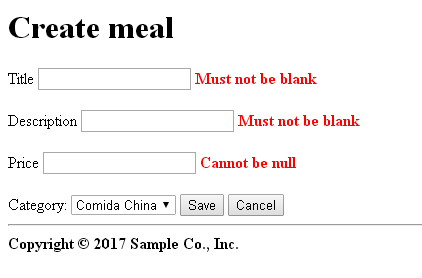 Create meal
Title Must not be blank
Description Must not be blank
Price Cannot be null
Category: Comida China Save Cancel
Copyright © 2017 Sample Co., Inc.